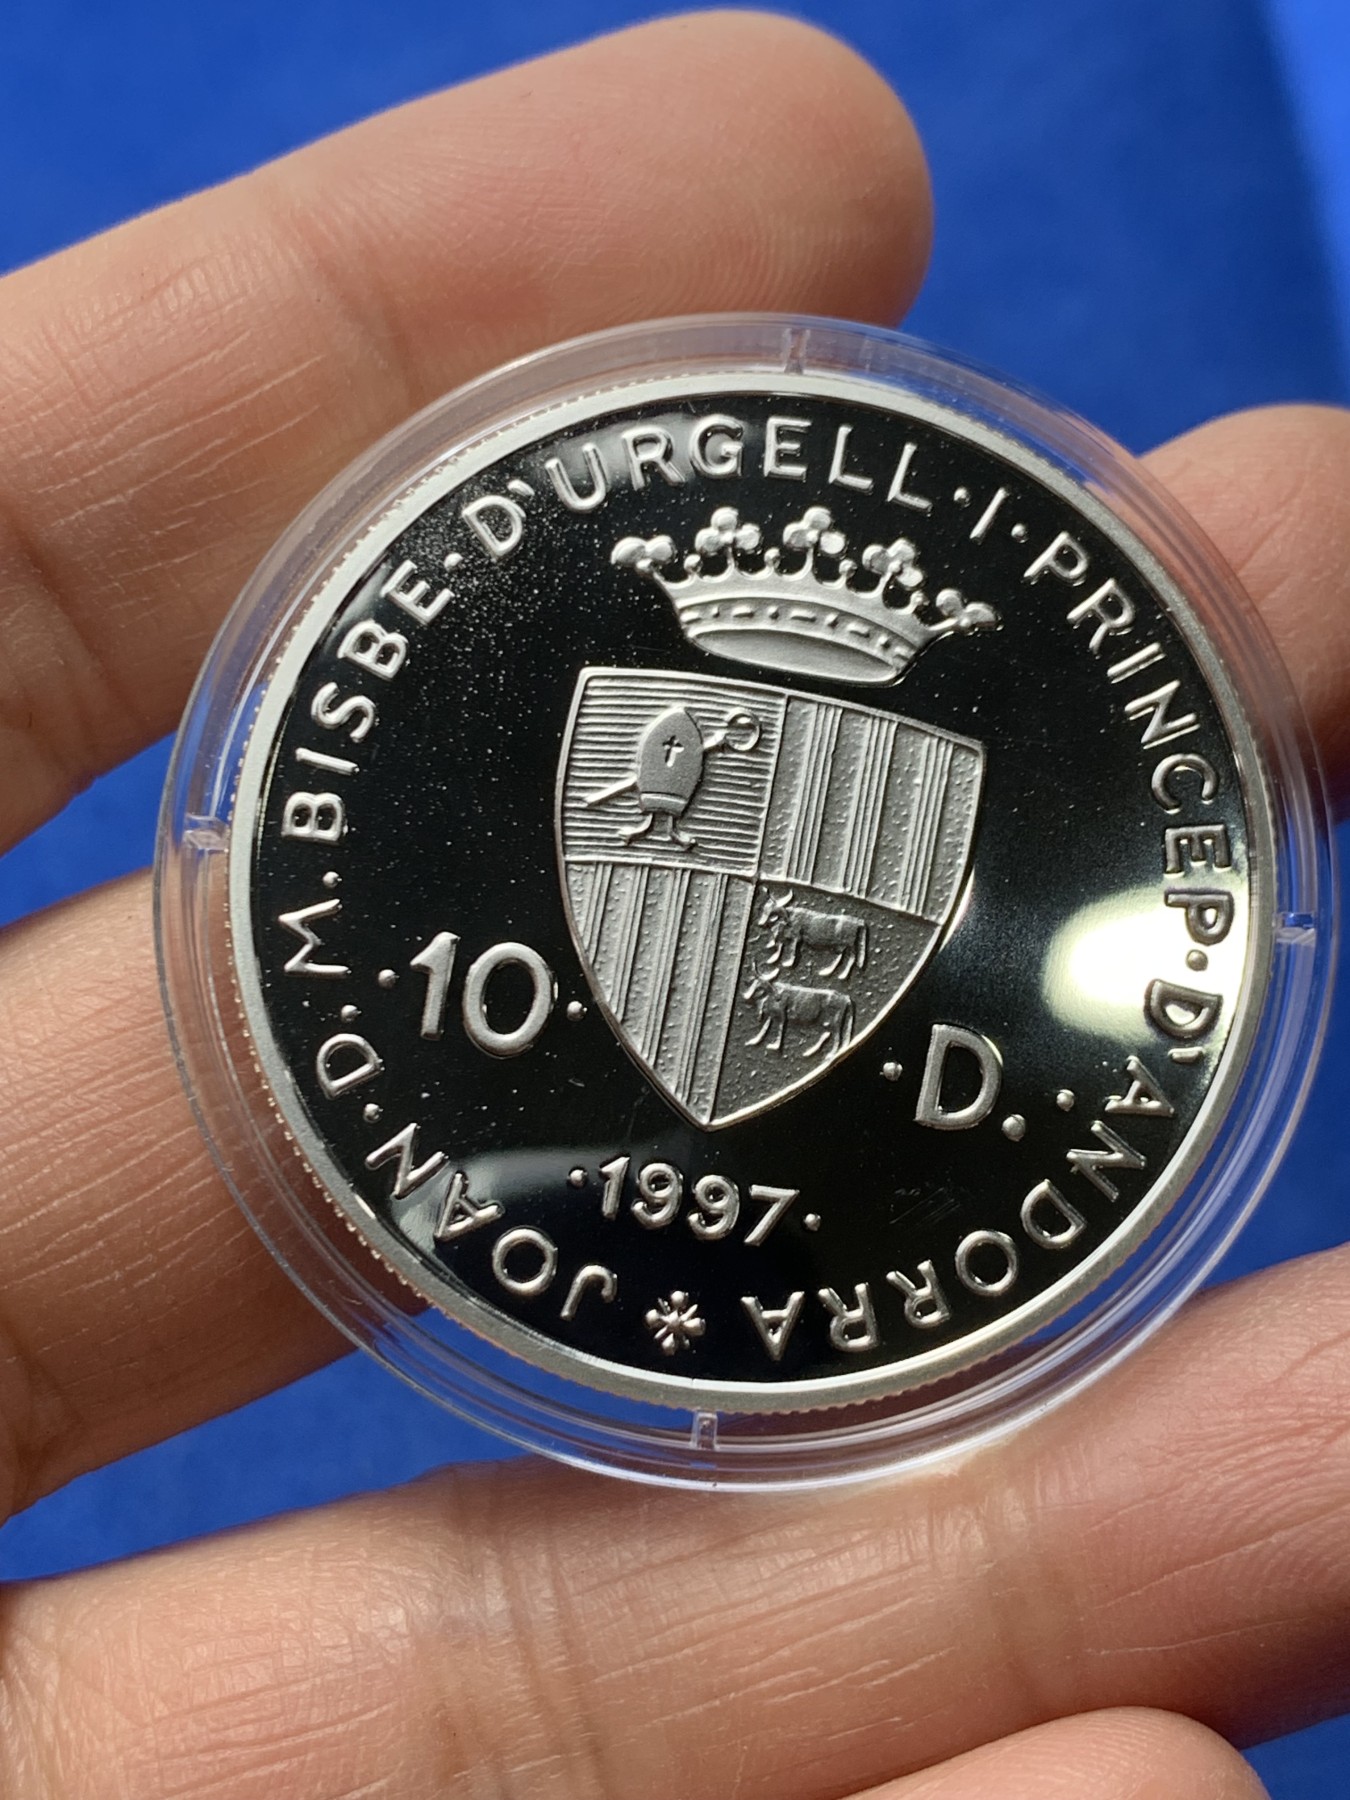 JOAN·D·M·BISBE·D'URGELL·I·PRINCEP·D'·ANDORRA
·10· ·D.
·1997·